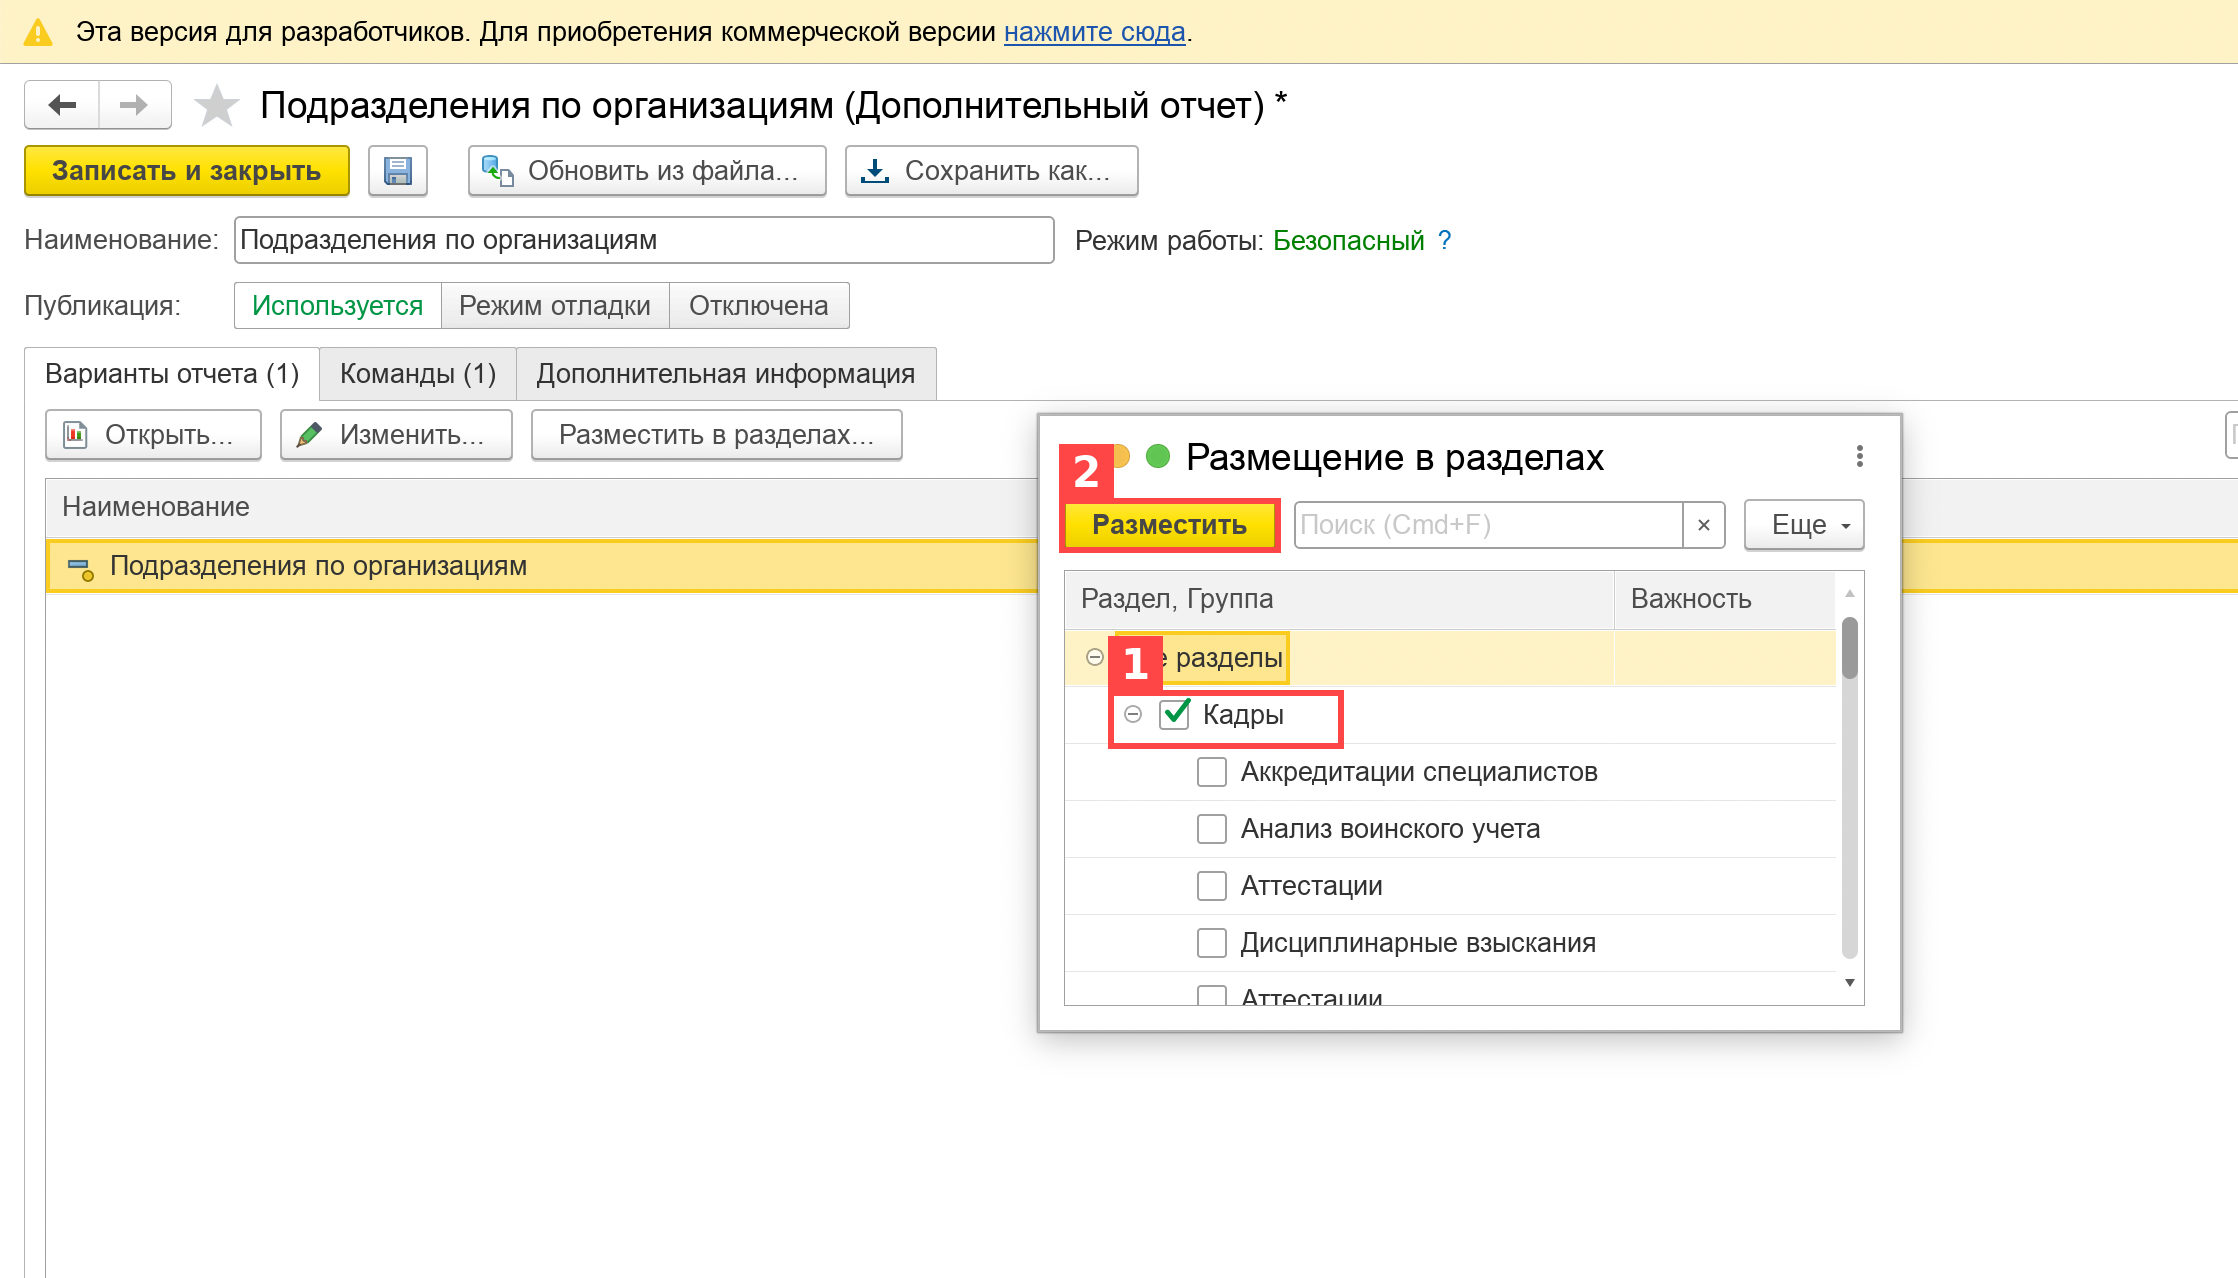 Эта версия для разработчиков. Для приобретения коммерческой версии нажмите сюда.
Подразделения по организациям (Дополнительный отчет) *
Записать и закрыть
Обновить из файла...
Сохранить как...
Наименование: Подразделения по организациям
Режим работы: Безопасный ?
Публикация: Используется Режим отладки Отключена
Варианты отчета (1) Команды (1) Дополнительная информация
Открыть... Изменить... Разместить в разделах...
Наименование
Подразделения по организациям
2
Размещение в разделах
Разместить Поиск (Cmd+F) × Еще
Раздел, Группа Важность
1
разделы
Кадры
Аккредитации специалистов
Анализ воинского учета
Аттестации
Дисциплинарные взыскания
Аттестации